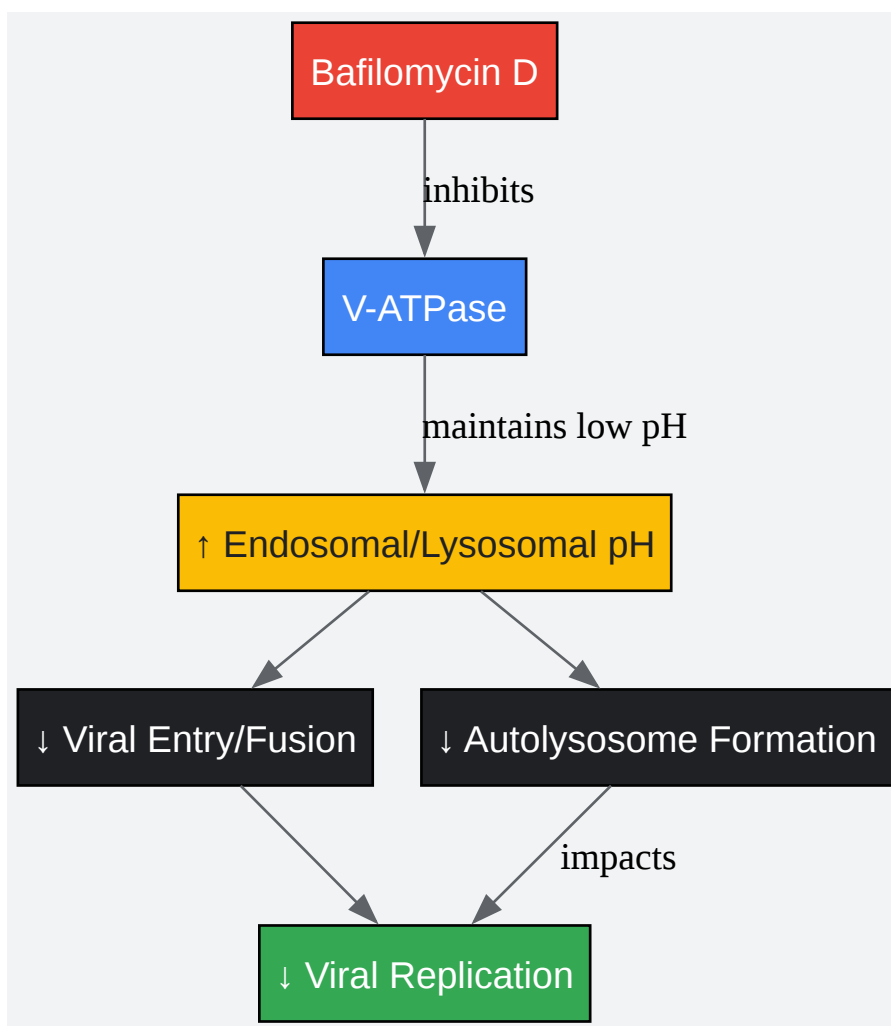 Bafilomycin D
inhibits
V-ATPase
maintains low pH
↑ Endosomal/Lysosomal pH
↓ Viral Entry/Fusion
↓ Autolysosome Formation
impacts
↓ Viral Replication